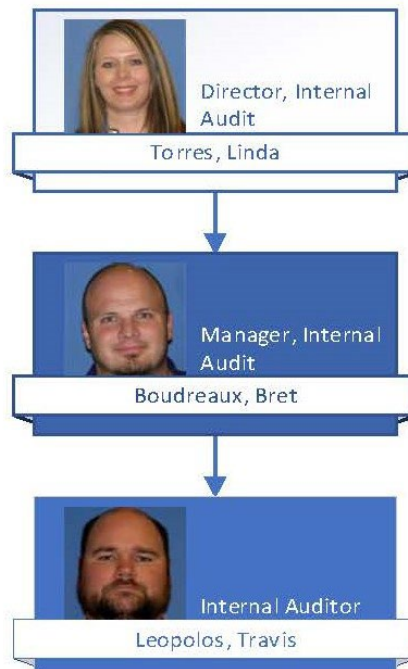 Director, Internal
Audit
Torres, Linda
Manager, Internal
Audit
Boudreaux, Bret
Internal Auditor
Leopolos, Travis